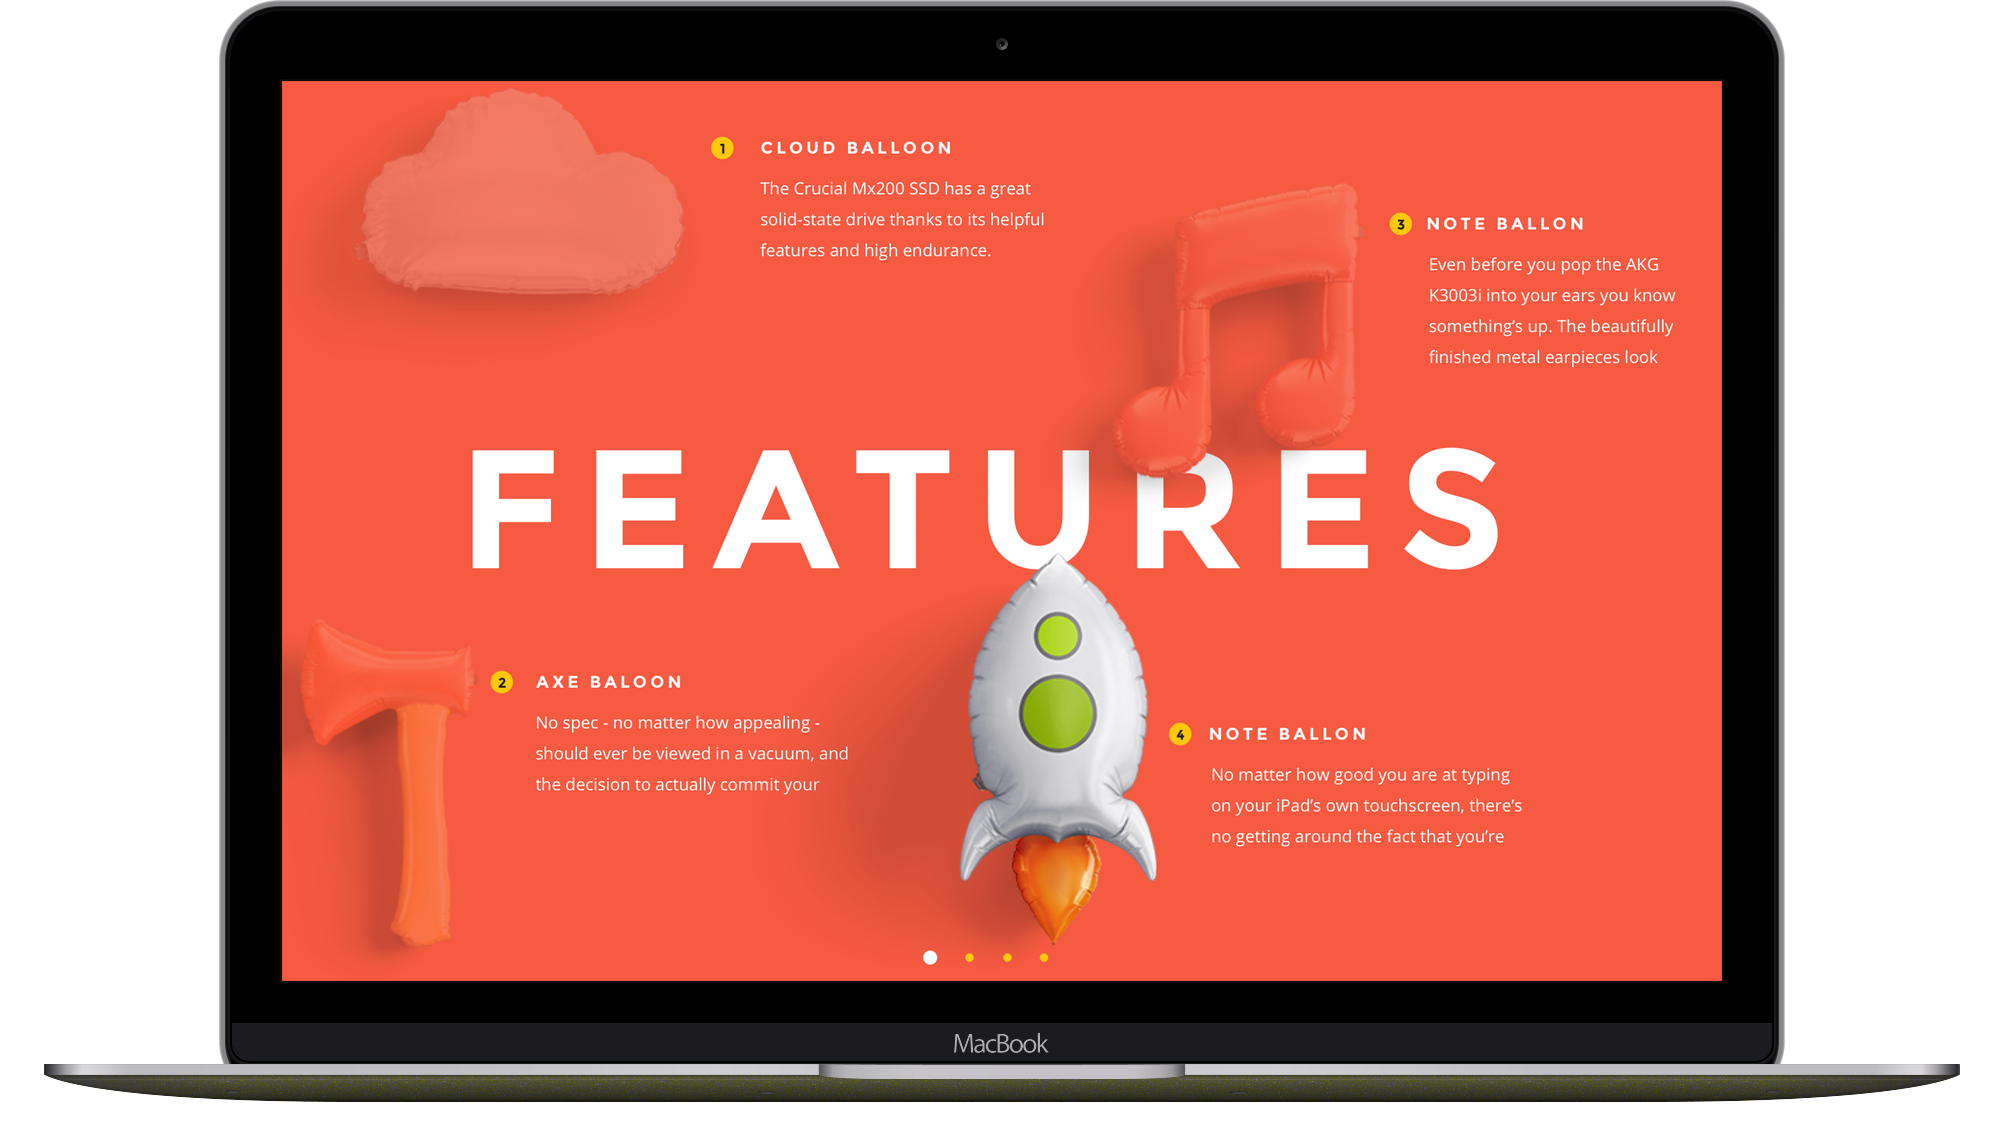 1 CLOUD BALLOON
The Crucial Mx200 SSD has a great
solid-state drive thanks to its helpful
features and high endurance.
3 NOTE BALLON
Even before you pop the AKG
K3003i into your ears you know
something’s up. The beautifully
finished metal earpieces look
FEATURES
2 AXE BALOON
No spec - no matter how appealing -
should ever be viewed in a vacuum, and
the decision to actually commit your
4 NOTE BALLON
No matter how good you are at typing
on your iPad’s own touchscreen, there’s
no getting around the fact that you’re
MacBook